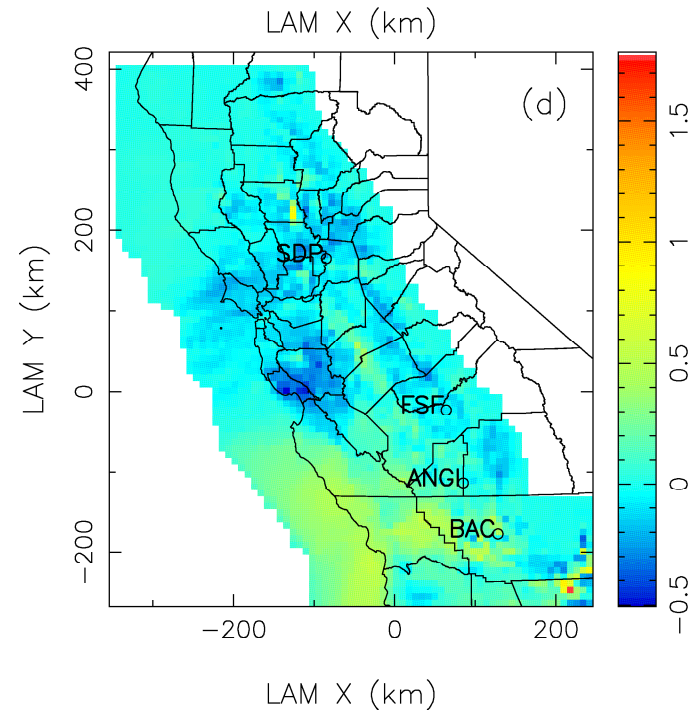 LAM X (km)
400
(d)
1.5
200
SDP
1
LAM Y (km)
0.5
0
FSF
ANGI
0
BAC
−200
−0.5
−200
0
200
LAM X (km)